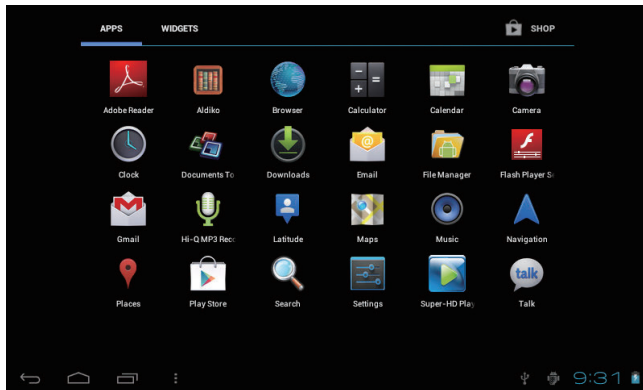 APPS WIDGETS SHOP
Adobe Reader Aldiko Browser Calculator Calendar Camera
Clock Documents To Downloads Email File Manager Flash Player Se
Gmail Hi-Q MP3 Reco Latitude Maps Music Navigation
talk
Places Play Store Search Settings Super-HD Play Talk
9:31